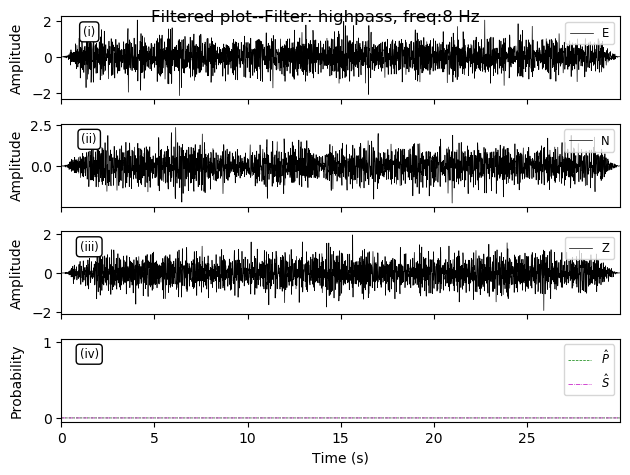 Filtered plot--Filter: highpass, freq:8 Hz
2
0
−2
Amplitude
(i)
E
2.5
0.0
Amplitude
(ii)
N
2
0
−2
Amplitude
(iii)
Z
1
0
Probability
(iv)
P̂
Ŝ
0 5 10 15 20 25
Time (s)